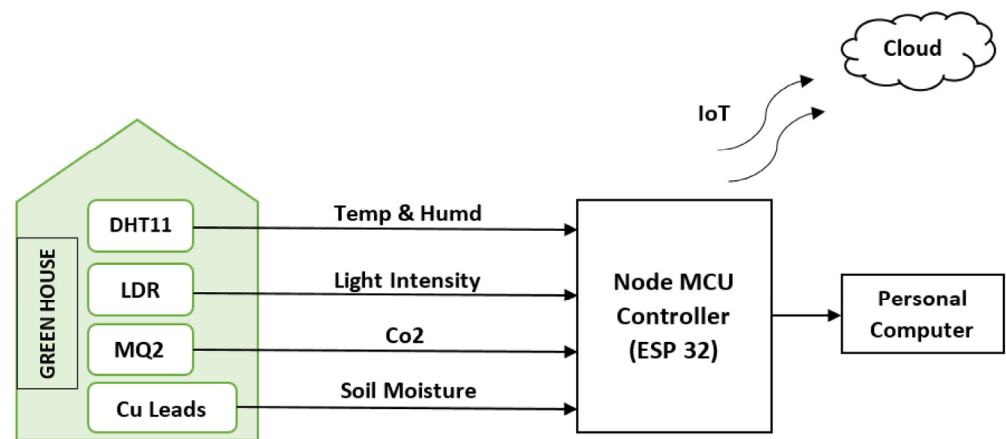 Cloud
IoT
GREEN HOUSE
DHT11
LDR
MQ2
Cu Leads
Temp & Humd
Light Intensity
Co2
Soil Moisture
Node MCU
Controller
(ESP 32)
Personal
Computer